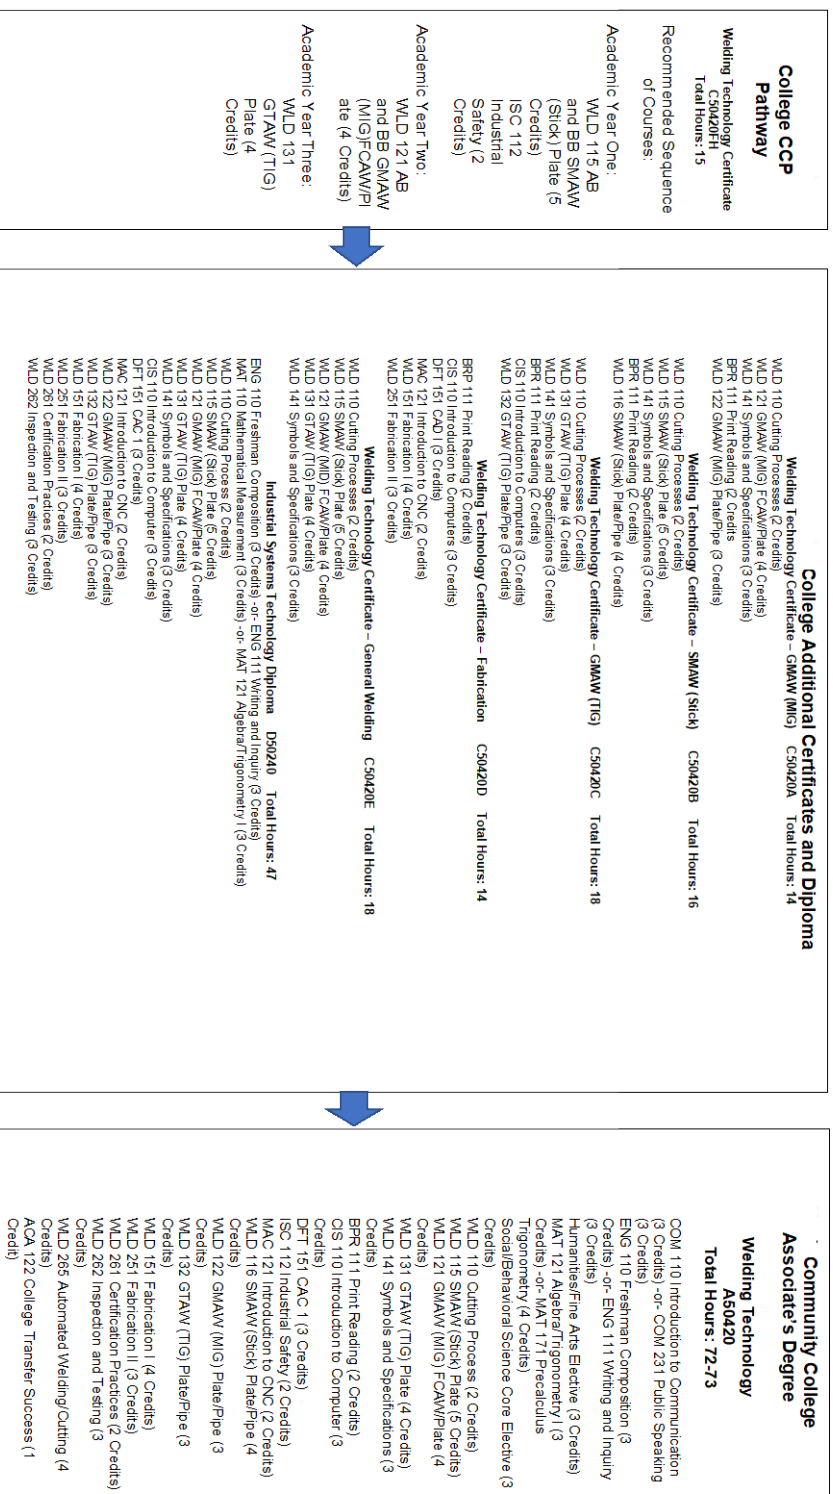 College CCP
Pathway
Welding Technology Certificate
C50420FH
Total Hours: 15
Recommended Sequence
of Courses:
Academic Year One:
WLD 115 AB
and BB SMAW
(Stick) Plate (5
Credits)
ISC 112
Industrial
Safety (2
Credits)
Academic Year Two:
WLD 121 AB
and BB GMAW
(MIG)FCAW/Pl
ate (4 Credits)
Academic Year Three:
WLD 131
GTAW (TIG)
Plate (4
Credits)
College Additional Certificates and Diploma
Welding Technology Certificate – GMAW (MIG) C50420A Total Hours: 14
WLD 110 Cutting Processes (2 Credits)
WLD 121 GMAW (MIG) FCAW/Plate (4 Credits)
WLD 141 Symbols and Specifications (3 Credits)
BPR 111 Print Reading (2 Credits
WLD 122 GMAW (MIG) Plate/Pipe (3 Credits)
Welding Technology Certificate – SMAW (Stick) C50420B Total Hours: 16
WLD 110 Cutting Processes (2 Credits)
WLD 115 SMAW (Stick) Plate (5 Credits)
WLD 141 Symbols and Specifications (3 Credits)
BPR 111 Print Reading (2 Credits)
WLD 116 SMAW (Stick) Plate/Pipe (4 Credits)
Welding Technology Certificate – GMAW (TIG) C50420C Total Hours: 18
WLD 110 Cutting Processes (2 Credits)
WLD 131 GTAW (TIG) Plate (4 Credits)
WLD 141 Symbols and Specifications (3 Credits)
BPR 111 Print Reading (2 Credits)
CIS 110 Introduction to Computers (3 Credits)
WLD 132 GTAW (TIG) Plate/Pipe (3 Credits)
Welding Technology Certificate – Fabrication C50420D Total Hours: 14
BRP 111 Print Reading (2 Credits)
CIS 110 Introduction to Computers (3 Credits)
DFT 151 CAD I (3 Credits)
MAC 121 Introduction to CNC (2 Credits)
WLD 151 Fabrication I (4 Credits)
WLD 251 Fabrication II (3 Credits)
Welding Technology Certificate – General Welding C50420E Total Hours: 18
WLD 110 Cutting Processes (2 Credits)
WLD 115 SMAW (Stick) Plate (5 Credits)
WLD 121 GMAW (MID) FCAW/Plate (4 Credits)
WLD 131 GTAW (TIG) Plate (4 Credits)
WLD 141 Symbols and Specifications (3 Credits)
Industrial Systems Technology Diploma D50240 Total Hours: 47
ENG 110 Freshman Composition (3 Credits) -or- ENG 111 Writing and Inquiry (3 Credits)
MAT 110 Mathematical Measurement (3 Credits) -or- MAT 121 Algebra/Trigonometry I (3 Credits)
WLD 110 Cutting Process (2 Credits)
WLD 115 SMAW (Stick) Plate (5 Credits)
WLD 121 GMAW (MIG) FCAW/Plate (4 Credits)
WLD 131 GTAW (TIG) Plate (4 Credits)
WLD 141 Symbols and Specifications (3 Credits)
CIS 110 Introduction to Computer (3 Credits)
DFT 151 CAC 1 (3 Credits)
MAC 121 Introduction to CNC (2 Credits)
WLD 122 GMAW (MIG) Plate/Pipe (3 Credits)
WLD 132 GTAW (TIG) Plate/Pipe (3 Credits)
WLD 151 Fabrication I (4 Credits)
WLD 251 Fabrication II (3 Credits)
WLD 261 Certification Practices (2 Credits)
WLD 262 Inspection and Testing (3 Credits)
Community College
Associate's Degree
Welding Technology
A50420
Total Hours: 72-73
COM 110 Introduction to Communication
(3 Credits) -or- COM 231 Public Speaking
(3 Credits)
ENG 110 Freshman Composition (3
Credits) -or- ENG 111 Writing and Inquiry
(3 Credits)
Humanities/Fine Arts Elective (3 Credits)
MAT 121 Algebra/Trigonometry I (3
Credits) -or- MAT 171 Precalculus
Trigonometry (4 Credits)
Social/Behavioral Science Core Elective (3
Credits)
WLD 110 Cutting Process (2 Credits)
WLD 115 SMAW (Stick) Plate (5 Credits)
WLD 121 GMAW (MIG) FCAW/Plate (4
Credits)
WLD 131 GTAW (TIG) Plate (4 Credits)
WLD 141 Symbols and Specifications (3
Credits)
BPR 111 Print Reading (2 Credits)
CIS 110 Introduction to Computer (3
Credits)
DFT 151 CAC 1 (3 Credits)
ISC 112 Industrial Safety (2 Credits)
MAC 121 Introduction to CNC (2 Credits)
WLD 116 SMAW (Stick) Plate/Pipe (4
Credits)
WLD 122 GMAW (MIG) Plate/Pipe (3
Credits)
WLD 132 GTAW (TIG) Plate/Pipe (3
Credits)
WLD 151 Fabrication I (4 Credits)
WLD 251 Fabrication II (3 Credits)
WLD 261 Certification Practices (2 Credits)
WLD 262 Inspection and Testing (3
Credits)
WLD 265 Automated Welding/Cutting (4
Credits)
ACA 122 College Transfer Success (1
Credit)